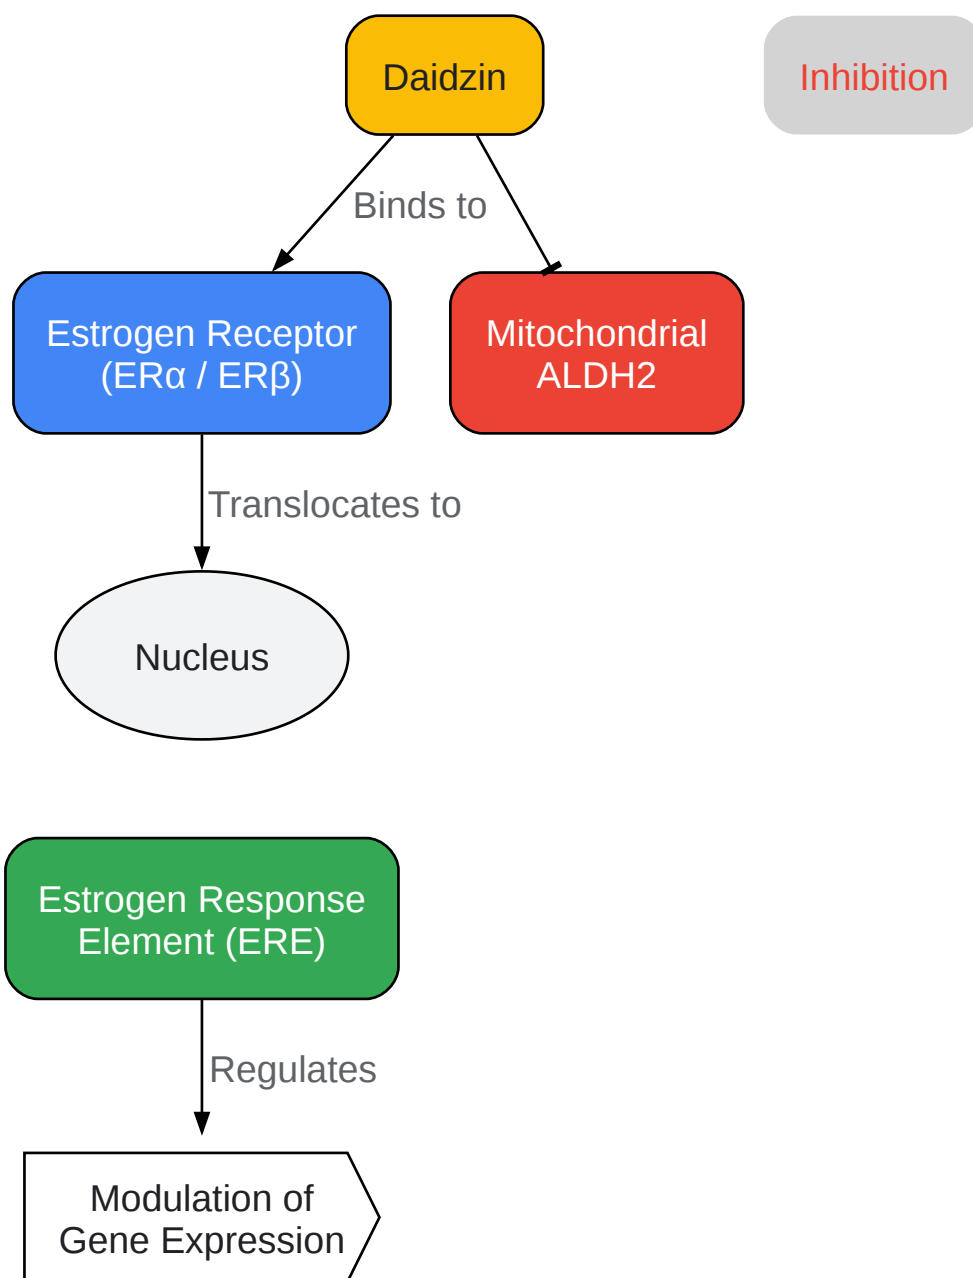 Daidzin
Inhibition
Binds to
Estrogen Receptor
(ERα / ERβ)
Mitochondrial
ALDH2
Translocates to
Nucleus
Estrogen Response
Element (ERE)
Regulates
Modulation of
Gene Expression